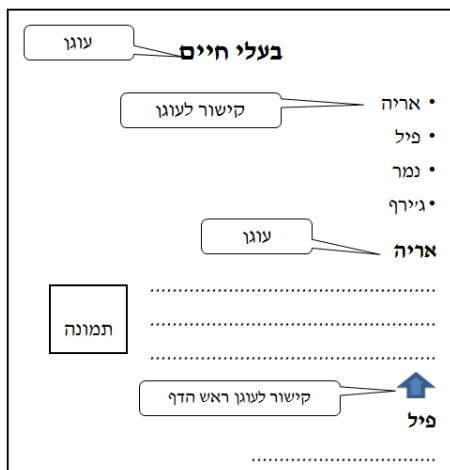 עוגן
בעלי חיים
• אריה
קישור לעוגן
• פיל
• נמר
• ג'ירף
עוגן
אריה
................................................
................................................
תמונה
................................................
קישור לעוגן ראש הדף
פיל
...............................